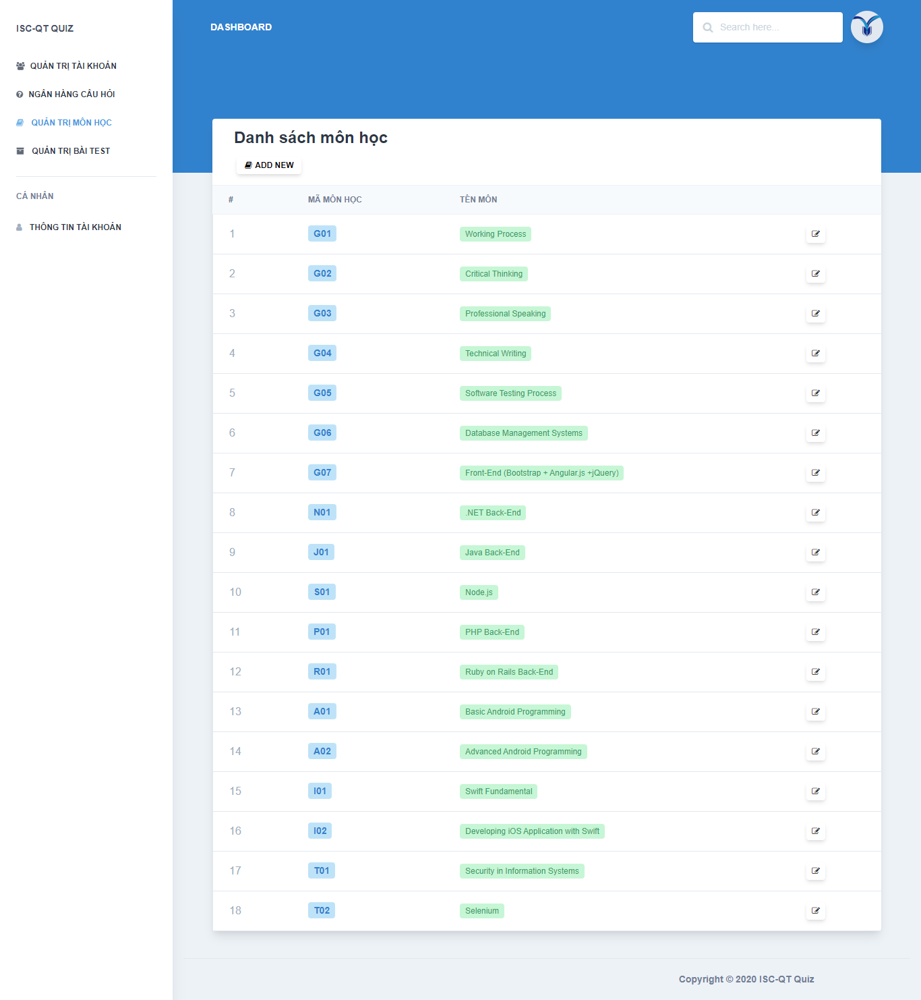 ISC-QT QUIZ
QUẢN TRỊ TÀI KHOẢN
NGÂN HÀNG CÂU HỎI
QUẢN TRỊ MÔN HỌC
QUẢN TRỊ BÀI TEST
CÁ NHÂN
THÔNG TIN TÀI KHOẢN
DASHBOARD
Search here...
Danh sách môn học
ADD NEW
# MÃ MÔN HỌC TÊN MÔN
1 G01 Working Process
2 G02 Critical Thinking
3 G03 Professional Speaking
4 G04 Technical Writing
5 G05 Software Testing Process
6 G06 Database Management Systems
7 G07 Front-End (Bootstrap + Angular.js +jQuery)
8 N01 .NET Back-End
9 J01 Java Back-End
10 S01 Node.js
11 P01 PHP Back-End
12 R01 Ruby on Rails Back-End
13 A01 Basic Android Programming
14 A02 Advanced Android Programming
15 I01 Swift Fundamental
16 I02 Developing iOS Application with Swift
17 T01 Security in Information Systems
18 T02 Selenium
Copyright © 2020 ISC-QT Quiz